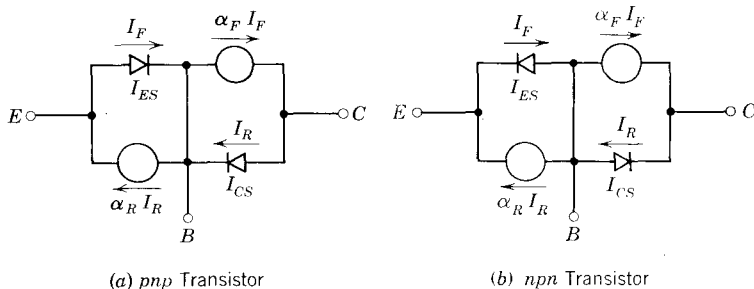 I_F α_F I_F
I_ES
E C
I_R
α_R I_R I_CS
B
(a) pnp Transistor
I_F α_F I_F
I_ES
E C
I_R
α_R I_R I_CS
B
(b) npn Transistor